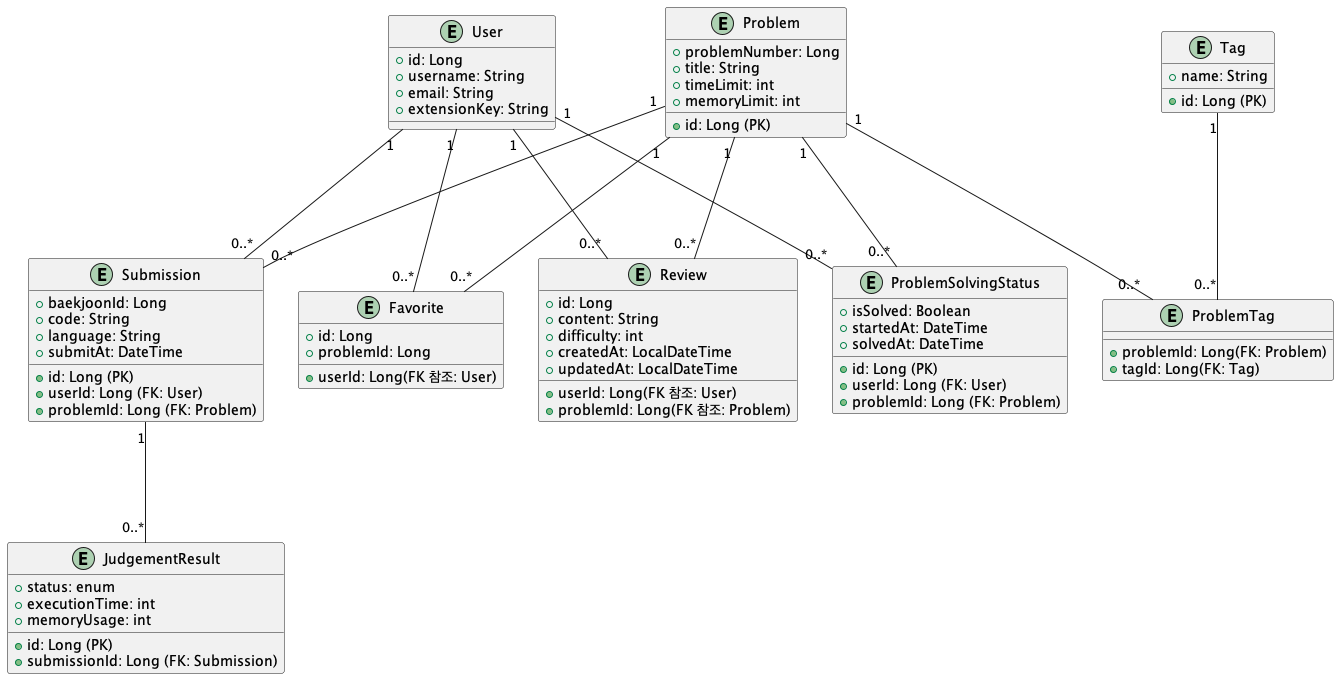 E User
id: Long
username: String
email: String
extensionKey: String
E Problem
problemNumber: Long
title: String
timeLimit: int
memoryLimit: int
id: Long (PK)
E Tag
name: String
id: Long (PK)
1
1
1
1
1
1
1
1
1
1
0..*
0..*
0..*
0..*
0..*
0..*
0..*
0..*
0..*
0..*
E Submission
baekjoonId: Long
code: String
language: String
submitAt: DateTime
id: Long (PK)
userId: Long (FK: User)
problemId: Long (FK: Problem)
E Favorite
id: Long
problemId: Long
userId: Long(FK 참조: User)
E Review
id: Long
content: String
difficulty: int
createdAt: LocalDateTime
updatedAt: LocalDateTime
userId: Long(FK 참조: User)
problemId: Long(FK 참조: Problem)
E ProblemSolvingStatus
isSolved: Boolean
startedAt: DateTime
solvedAt: DateTime
id: Long (PK)
userId: Long (FK: User)
problemId: Long (FK: Problem)
E ProblemTag
problemId: Long(FK: Problem)
tagId: Long(FK: Tag)
1
0..*
E JudgementResult
status: enum
executionTime: int
memoryUsage: int
id: Long (PK)
submissionId: Long (FK: Submission)